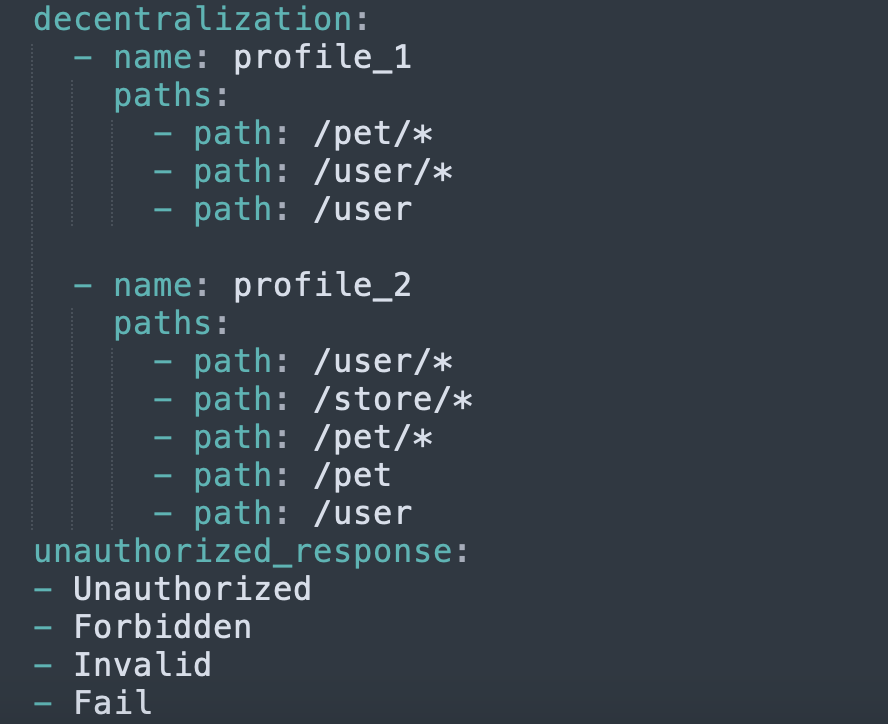 decentralization:
  - name: profile_1
    paths:
      - path: /pet/*
      - path: /user/*
      - path: /user

  - name: profile_2
    paths:
      - path: /user/*
      - path: /store/*
      - path: /pet/*
      - path: /pet
      - path: /user
unauthorized_response:
- Unauthorized
- Forbidden
- Invalid
- Fail